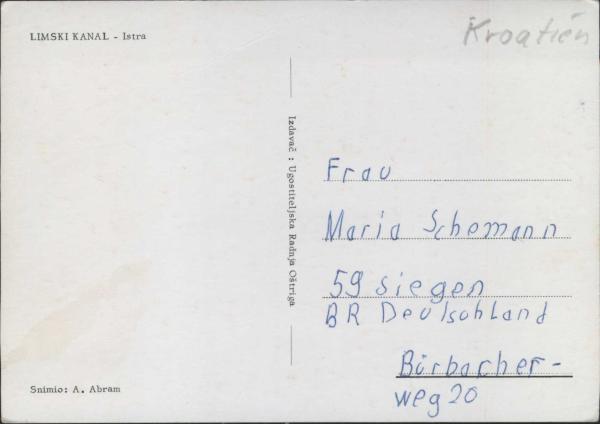 LIMSKI KANAL - Istra
Kroatien
Izdavač : Ugostiteljska Radnja Oštriga
Frau
Maria Schemann
59 Siegen
BR Deutschland
Bürbacher-
weg 20
Snimio: A. Abram